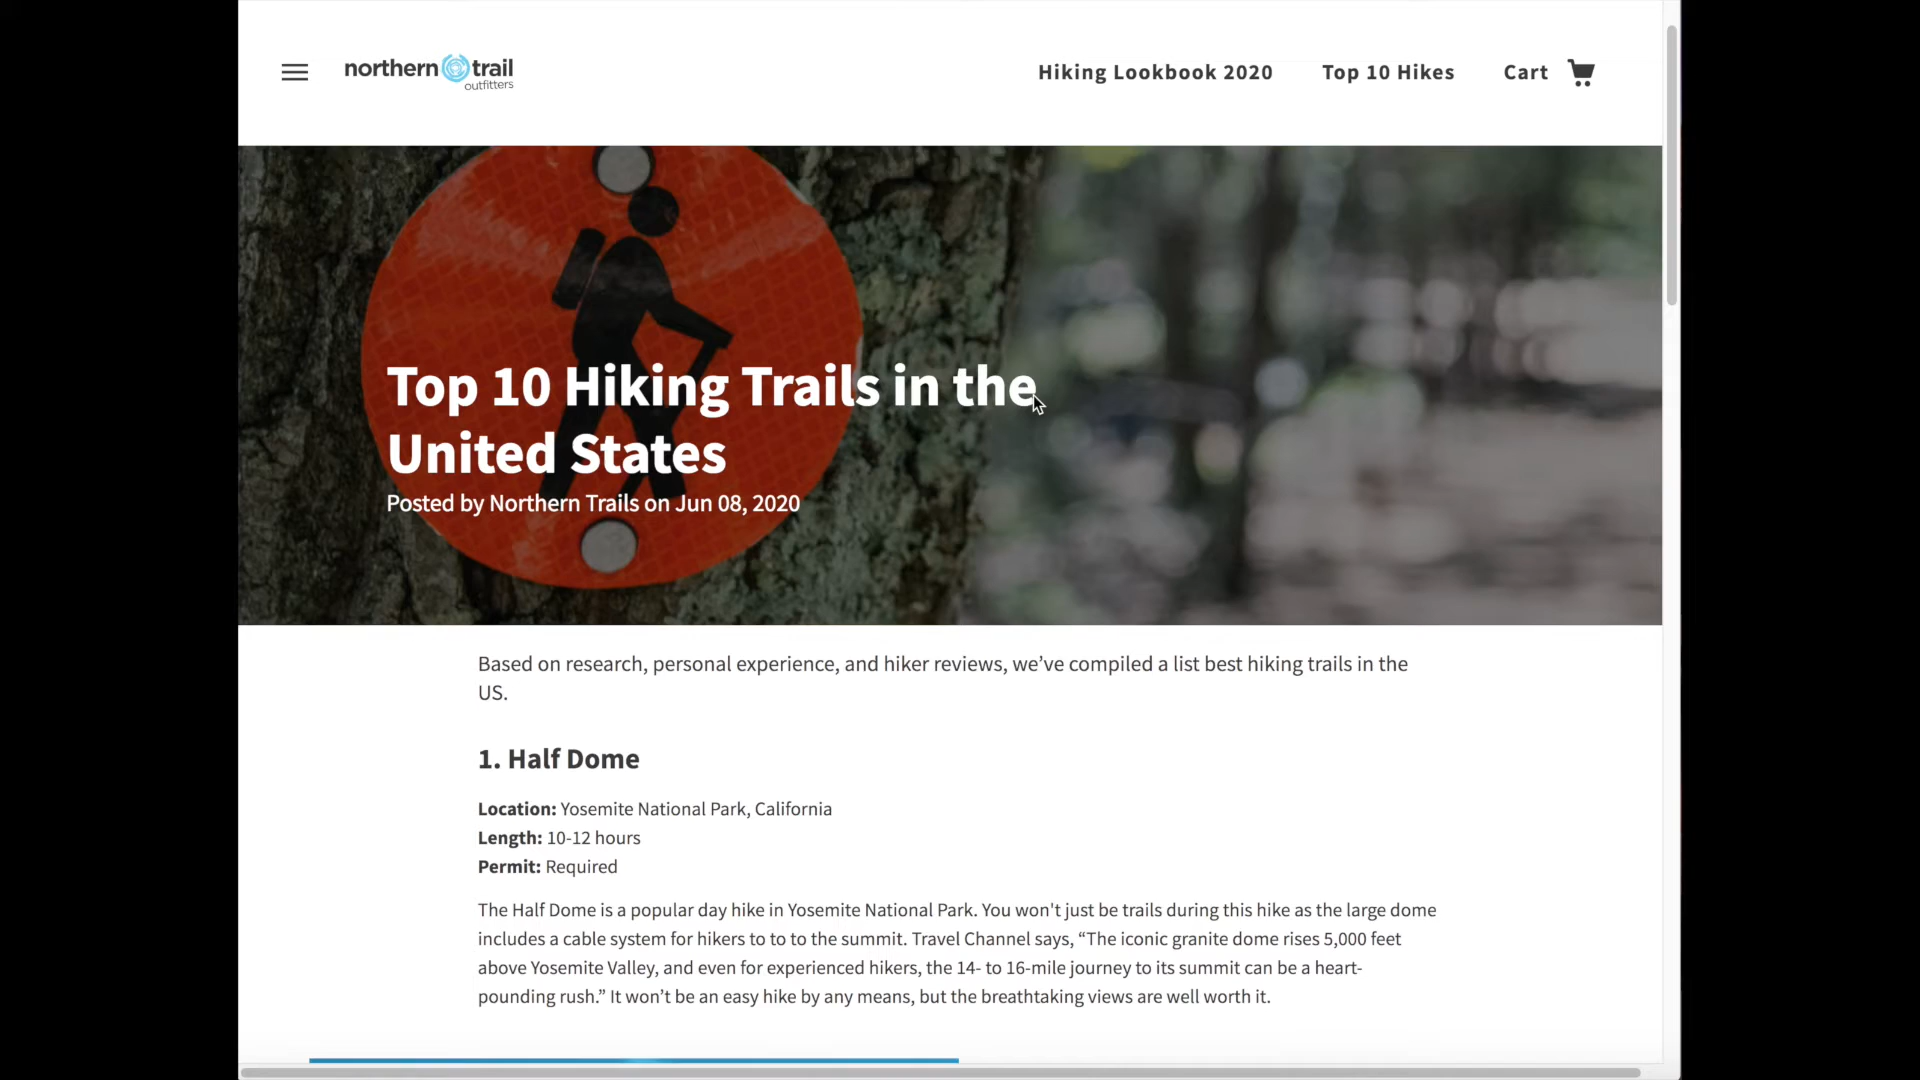 northern trail
outfitters
Hiking Lookbook 2020
Top 10 Hikes
Cart
Top 10 Hiking Trails in the
United States
Posted by Northern Trails on Jun 08, 2020
Based on research, personal experience, and hiker reviews, we’ve compiled a list best hiking trails in the
US.
1. Half Dome
Location: Yosemite National Park, California
Length: 10-12 hours
Permit: Required
The Half Dome is a popular day hike in Yosemite National Park. You won't just be trails during this hike as the large dome
includes a cable system for hikers to to to the summit. Travel Channel says, “The iconic granite dome rises 5,000 feet
above Yosemite Valley, and even for experienced hikers, the 14- to 16-mile journey to its summit can be a heart-
pounding rush.” It won’t be an easy hike by any means, but the breathtaking views are well worth it.